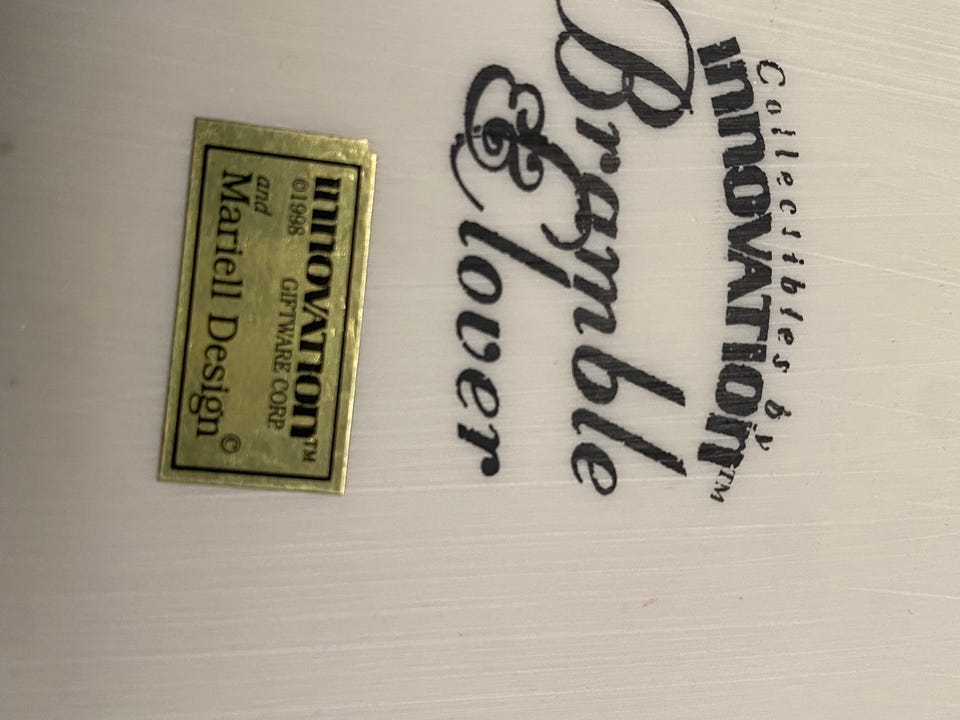 Collectibles by
INNOVATION™
Bramble
& Clover
INNOVATION™
©1998 GIFTWARE CORP
and
Mariell Design ©